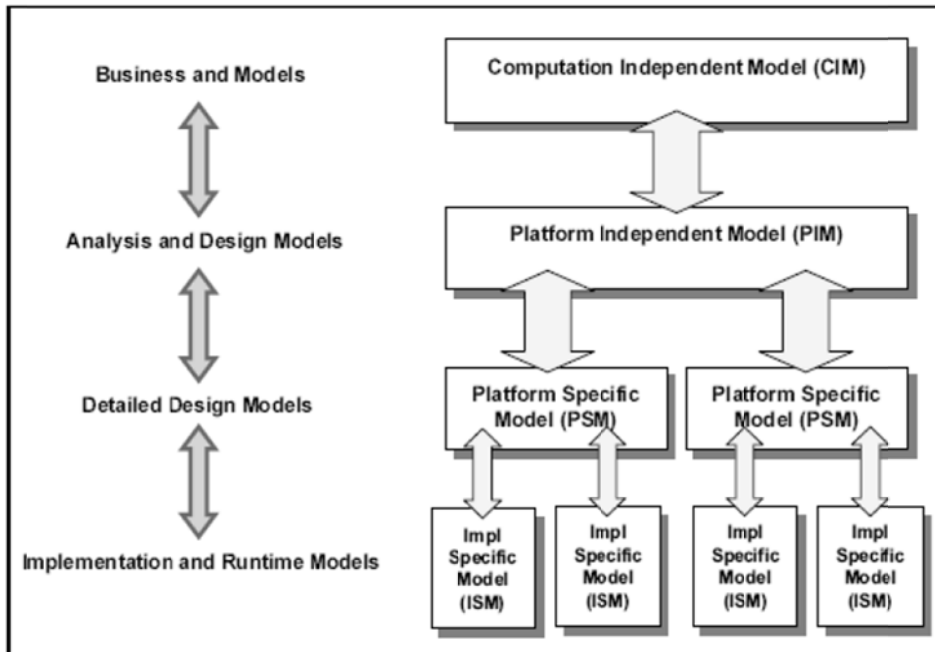 Business and Models
Computation Independent Model (CIM)
Analysis and Design Models
Platform Independent Model (PIM)
Detailed Design Models
Platform Specific
Model (PSM)
Platform Specific
Model (PSM)
Implementation and Runtime Models
Impl
Specific
Model
(ISM)
Impl
Specific
Model
(ISM)
Impl
Specific
Model
(ISM)
Impl
Specific
Model
(ISM)